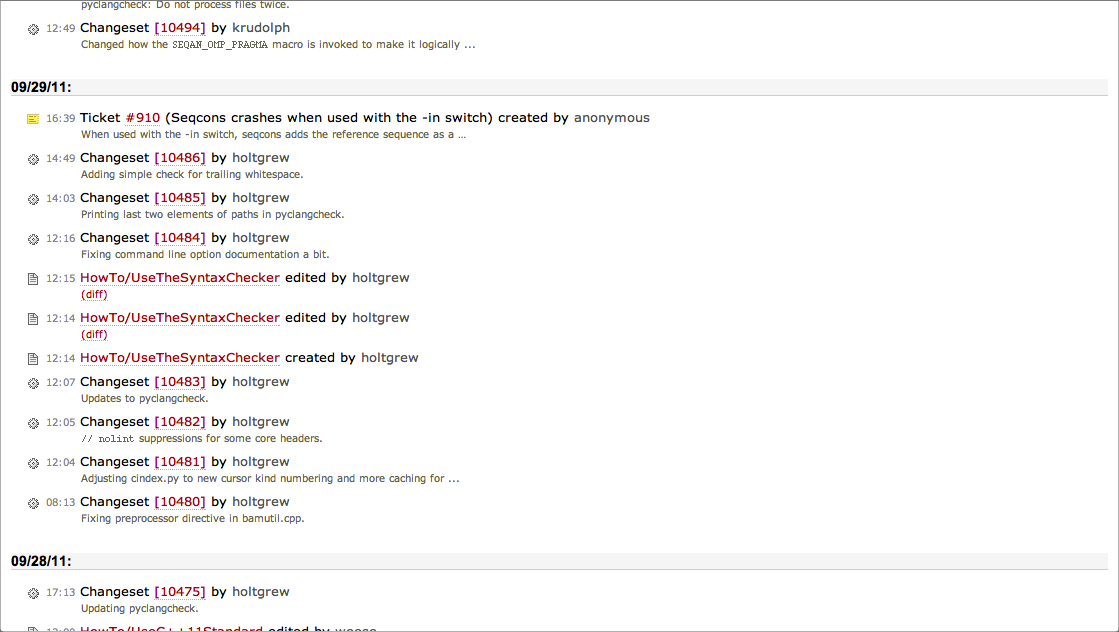 pyclangcheck: Do not process files twice.
12:49 Changeset [10494] by krudolph
Changed how the SEQAN_OMP_PRAGMA macro is invoked to make it logically ...
09/29/11:
16:39 Ticket #910 (Seqcons crashes when used with the -in switch) created by anonymous
When used with the -in switch, seqcons adds the reference sequence as a ...
14:49 Changeset [10486] by holtgrew
Adding simple check for trailing whitespace.
14:03 Changeset [10485] by holtgrew
Printing last two elements of paths in pyclangcheck.
12:16 Changeset [10484] by holtgrew
Fixing command line option documentation a bit.
12:15 HowTo/UseTheSyntaxChecker edited by holtgrew
(diff)
12:14 HowTo/UseTheSyntaxChecker edited by holtgrew
(diff)
12:14 HowTo/UseTheSyntaxChecker created by holtgrew
12:07 Changeset [10483] by holtgrew
Updates to pyclangcheck.
12:05 Changeset [10482] by holtgrew
// nolint suppressions for some core headers.
12:04 Changeset [10481] by holtgrew
Adjusting cindex.py to new cursor kind numbering and more caching for ...
08:13 Changeset [10480] by holtgrew
Fixing preprocessor directive in bamutil.cpp.
09/28/11:
17:13 Changeset [10475] by holtgrew
Updating pyclangcheck.
HowTo/UseC++11Standard edited by weese